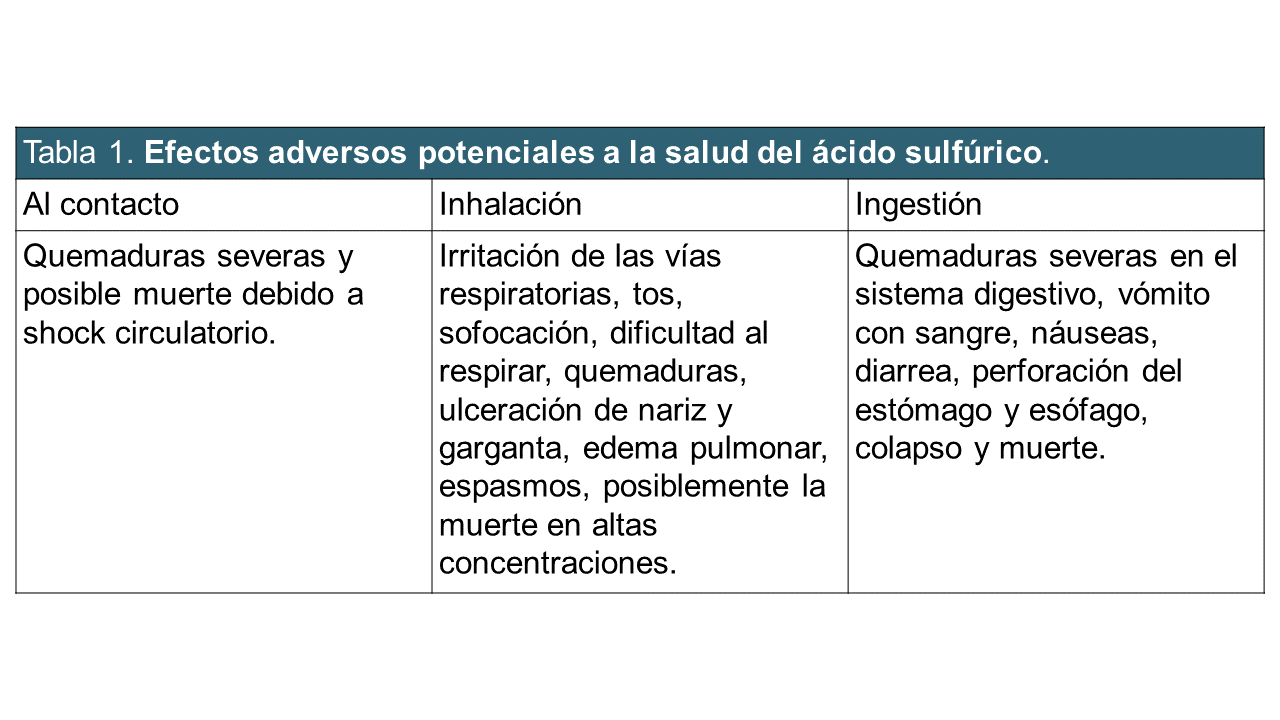 Tabla 1. Efectos adversos potenciales a la salud del ácido sulfúrico.
Al contacto
Inhalación
Ingestión
Quemaduras severas y
posible muerte debido a
shock circulatorio.
Irritación de las vías
respiratorias, tos,
sofocación, dificultad al
respirar, quemaduras,
ulceración de nariz y
garganta, edema pulmonar,
espasmos, posiblemente la
muerte en altas
concentraciones.
Quemaduras severas en el
sistema digestivo, vómito
con sangre, náuseas,
diarrea, perforación del
estómago y esófago,
colapso y muerte.